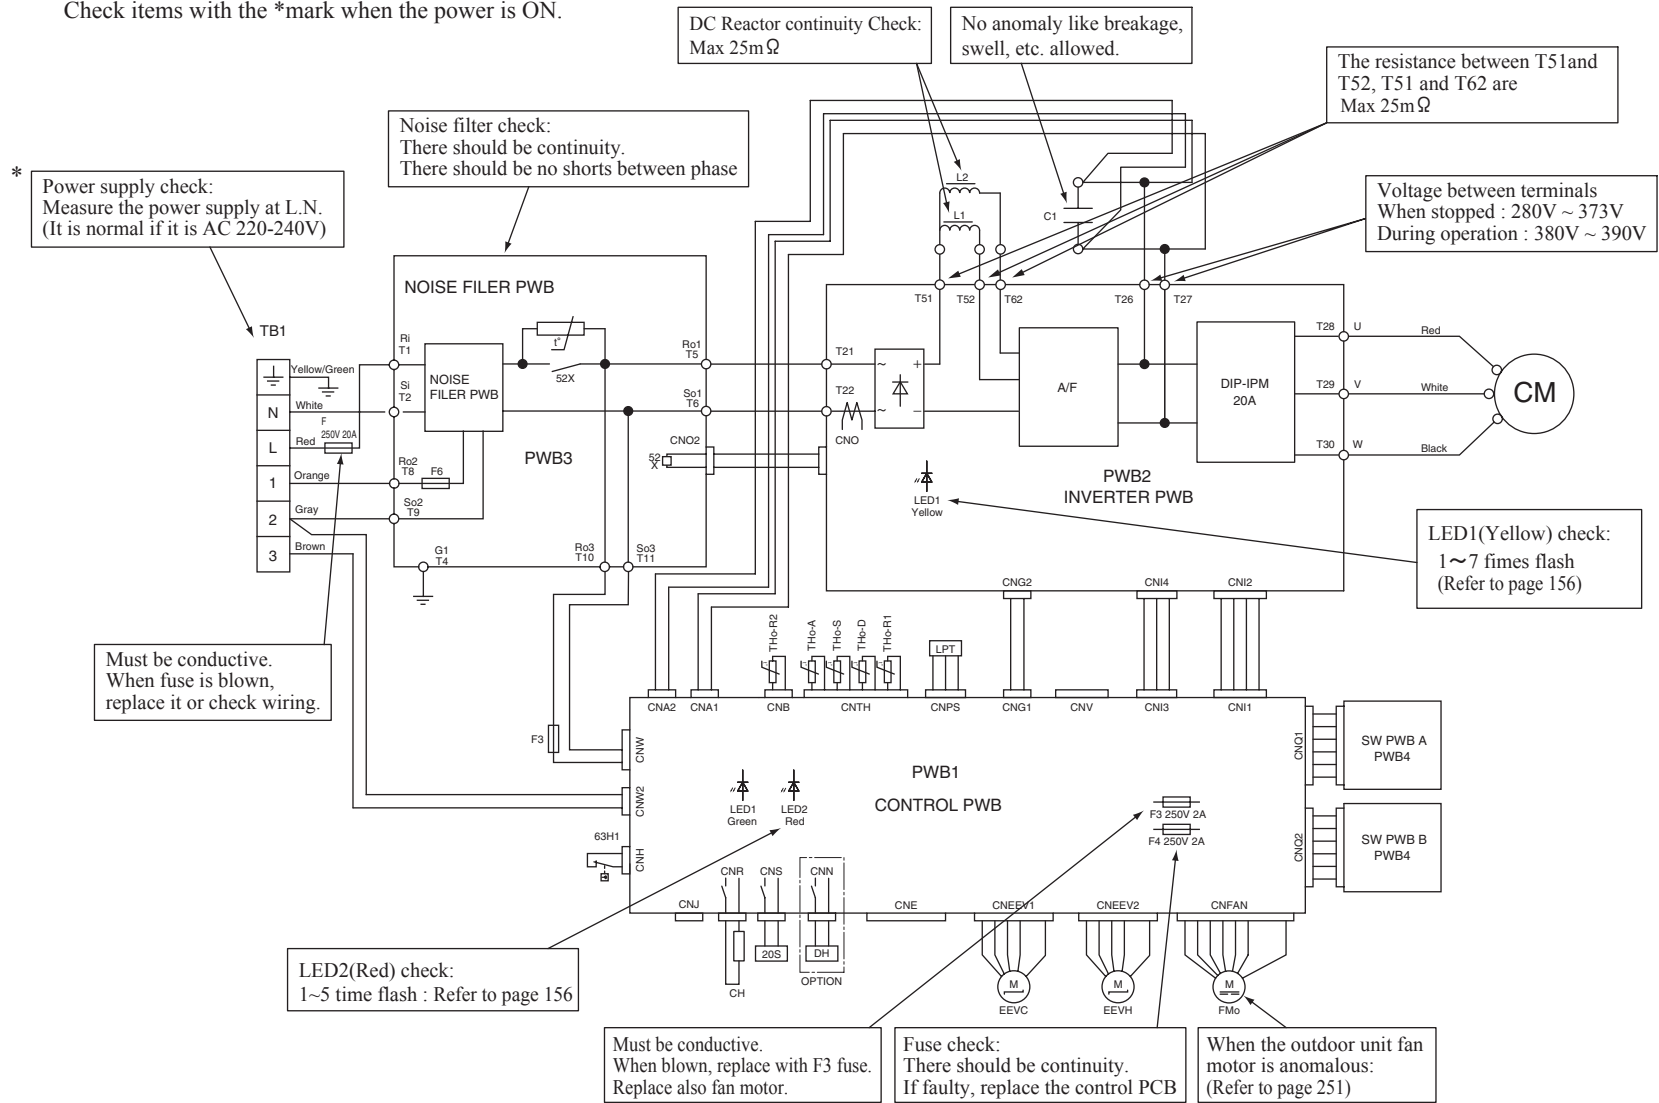 Check items with the *mark when the power is ON.
DC Reactor continuity Check:
Max 25mΩ
No anomaly like breakage,
swell, etc. allowed.
The resistance between T51and
T52, T51 and T62 are
Max 25mΩ
Noise filter check:
There should be continuity.
There should be no shorts between phase
*
Power supply check:
Measure the power supply at L.N.
(It is normal if it is AC 220-240V)
Voltage between terminals
When stopped : 280V ~ 373V
During operation : 380V ~ 390V
L2
L1
C1
NOISE FILER PWB
T51
T52
T62
T26
T27
TB1
Ri
T1
Si
T2
NOISE
FILER PWB
t°
52X
Ro1
T5
So1
T6
T21
T22
CNO
~
~
+
−
A/F
DIP-IPM
20A
T28
U
Red
T29
V
White
T30
W
Black
CM
Yellow/Green
N
White
F
250V 20A
L
Red
1
Orange
2
Gray
3
Brown
Ro2
T8
F6
So2
T9
PWB3
CNO2
52
X
G1
T4
Ro3
T10
So3
T11
LED1
Yellow
PWB2
INVERTER PWB
LED1(Yellow) check:
1～7 fimes flash
(Refer to page 156)
CNG2
CNI4
CNI2
Must be conductive.
When fuse is blown,
replace it or check wiring.
THo-R2
THo-A
THo-S
THo-D
THo-R1
LPT
CNA2
CNA1
CNB
CNTH
CNPS
CNG1
CNV
CNI3
CNI1
F3
CNW
CNW2
63H1
CNH
LED1
Green
LED2
Red
PWB1
CONTROL PWB
F3 250V 2A
F4 250V 2A
CNQ1
SW PWB A
PWB4
CNQ2
SW PWB B
PWB4
CNR
CNS
CNN
CNJ
CNE
CNEEV1
CNEEV2
CNFAN
20S
DH
CH
OPTION
M
EEVC
M
EEVH
M
FMo
LED2(Red) check:
1~5 time flash : Refer to page 156
Must be conductive.
When blown, replace with F3 fuse.
Replace also fan motor.
Fuse check:
There should be continuity.
If faulty, replace the control PCB
When the outdoor unit fan
motor is anomalous:
(Refer to page 251)